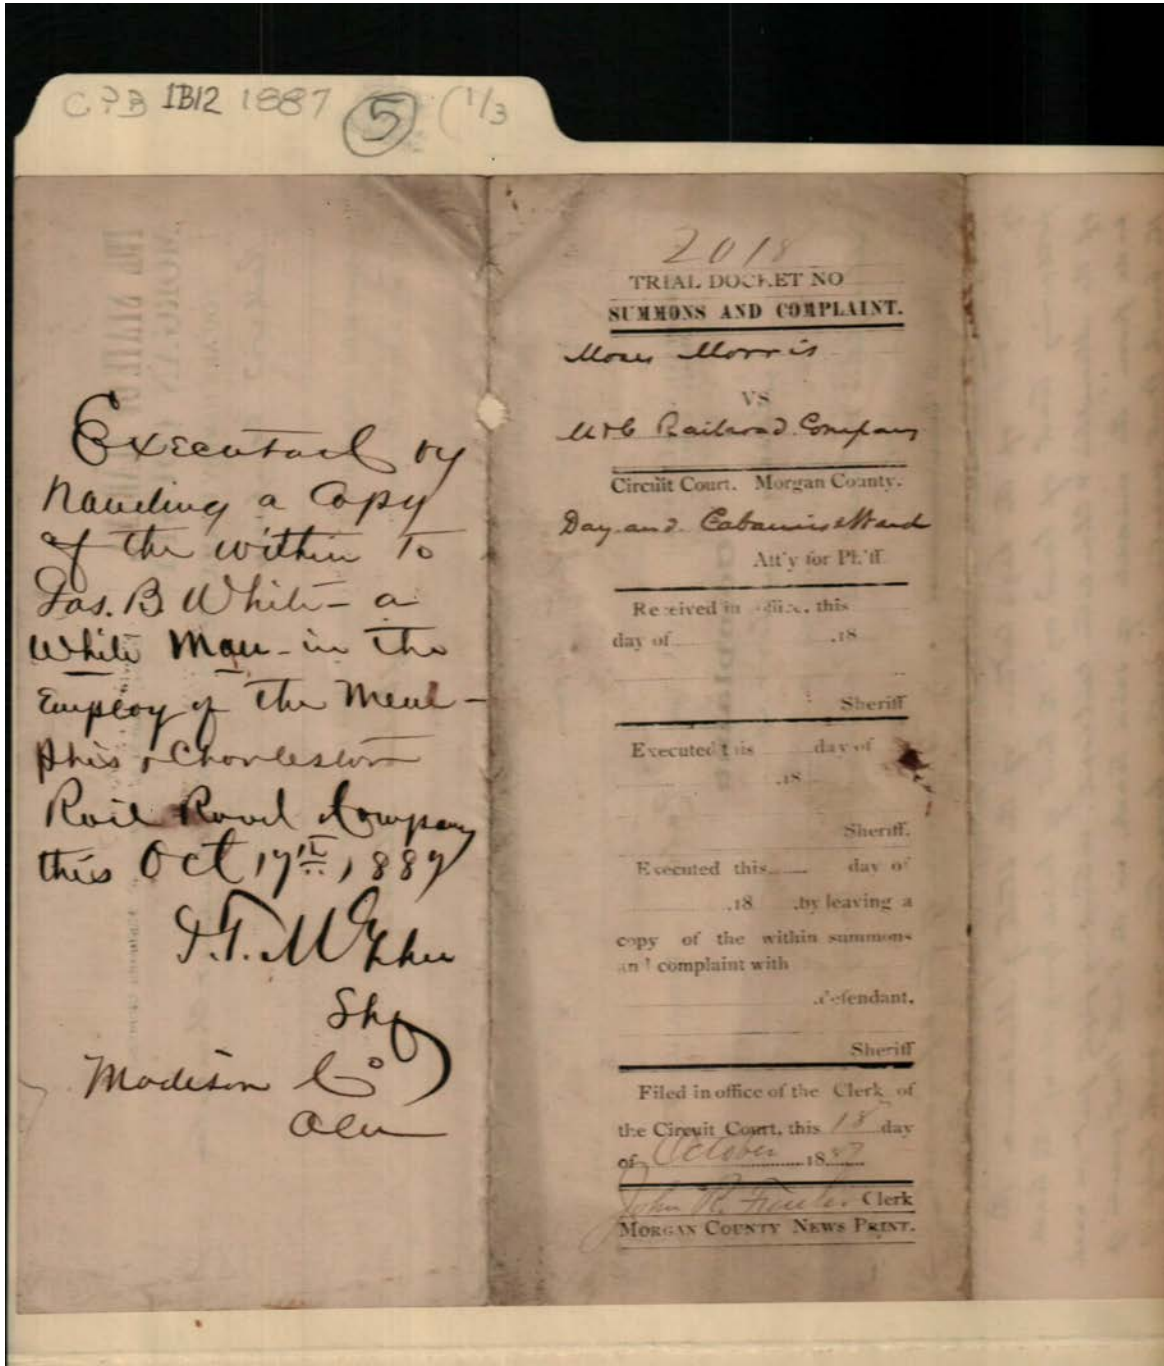 CPB IB12 1887 5 (1/3
Executed by
handing a Copy
of the within to
Jas. B White - a
White Man - in the
Employ of the Mem-
phis & Charleston
Rail Road Company
this Oct 17th, 1887
Shff
Madison Co
Ala
2018
TRIAL DOCKET NO
SUMMONS AND COMPLAINT.
Moses Morris
VS
M & C Railroad Company
Circuit Court. Morgan County.
Day and Cabaniss & Ward
Att'y for Pl.'ff
Received in office, this
day of .18
Sheriff
Executed this day of
.18
Sheriff.
Executed this day of
.18 .by leaving a
copy of the within summons
and complaint with
defendant.
Sheriff
Filed in office of the Clerk of
the Circuit Court, this 18 day
of October 1887
John R. Clerk
MORGAN COUNTY NEWS PRINT.